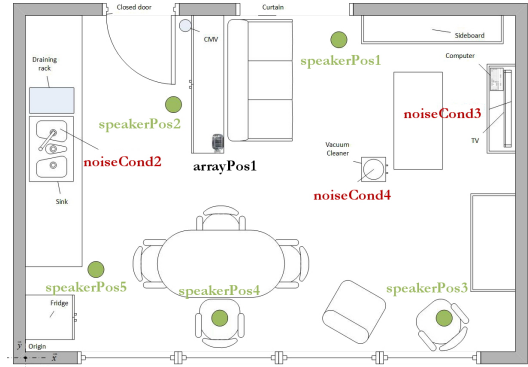 Closed door
Curtain
CMV
Sideboard
speakerPos1
Computer
Draining
rack
speakerPos2
noiseCond3
TV
noiseCond2
arrayPos1
Vacuum
Cleaner
noiseCond4
Sink
speakerPos5
speakerPos4
speakerPos3
Fridge
Origin
y
x